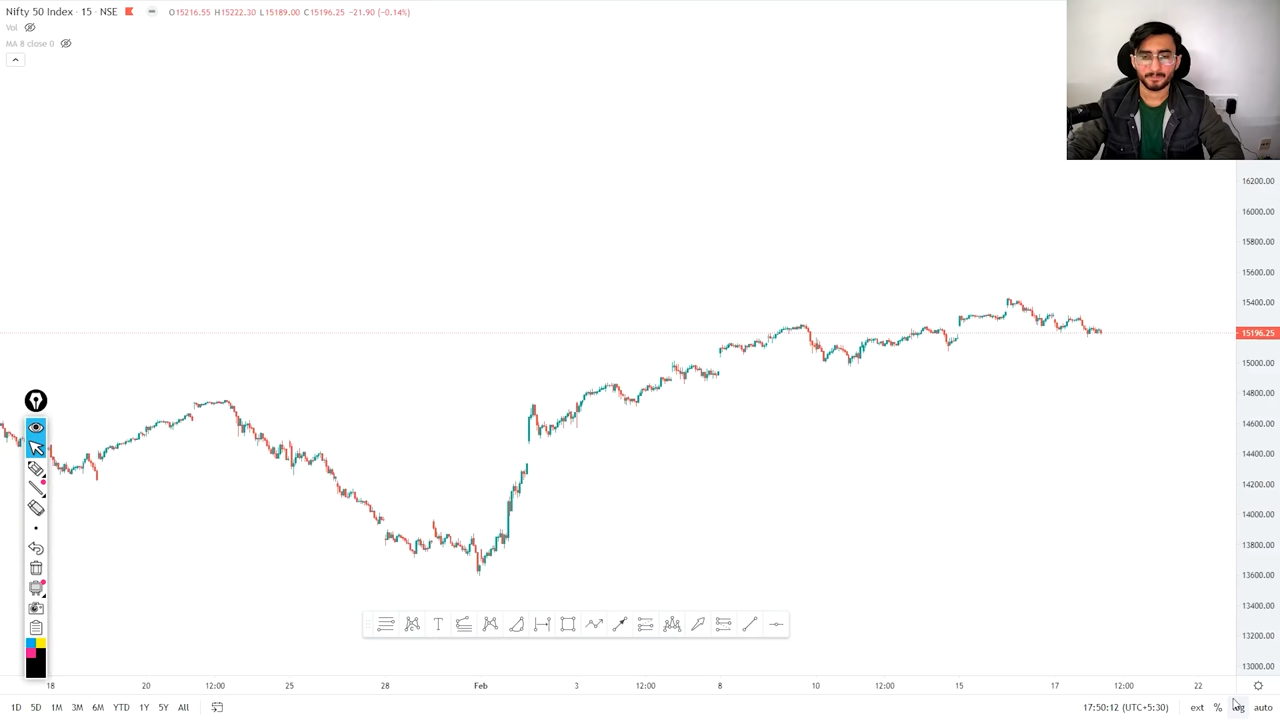 Nifty 50 Index · 15 · NSE O15216.55 H15222.30 L15189.00 C15196.25 −21.90 (−0.14%)
Vol
MA 8 close 0
16200.00
16000.00
15800.00
15600.00
15400.00
15196.25
15000.00
14800.00
14600.00
14400.00
14200.00
14000.00
13800.00
13600.00
13400.00
13200.00
13000.00
T
18 20 12:00 25 28 Feb 3 12:00 8 10 12:00 15 17 12:00 22
1D 5D 1M 3M 6M YTD 1Y 5Y All 17:50:12 (UTC+5:30) ext % log auto